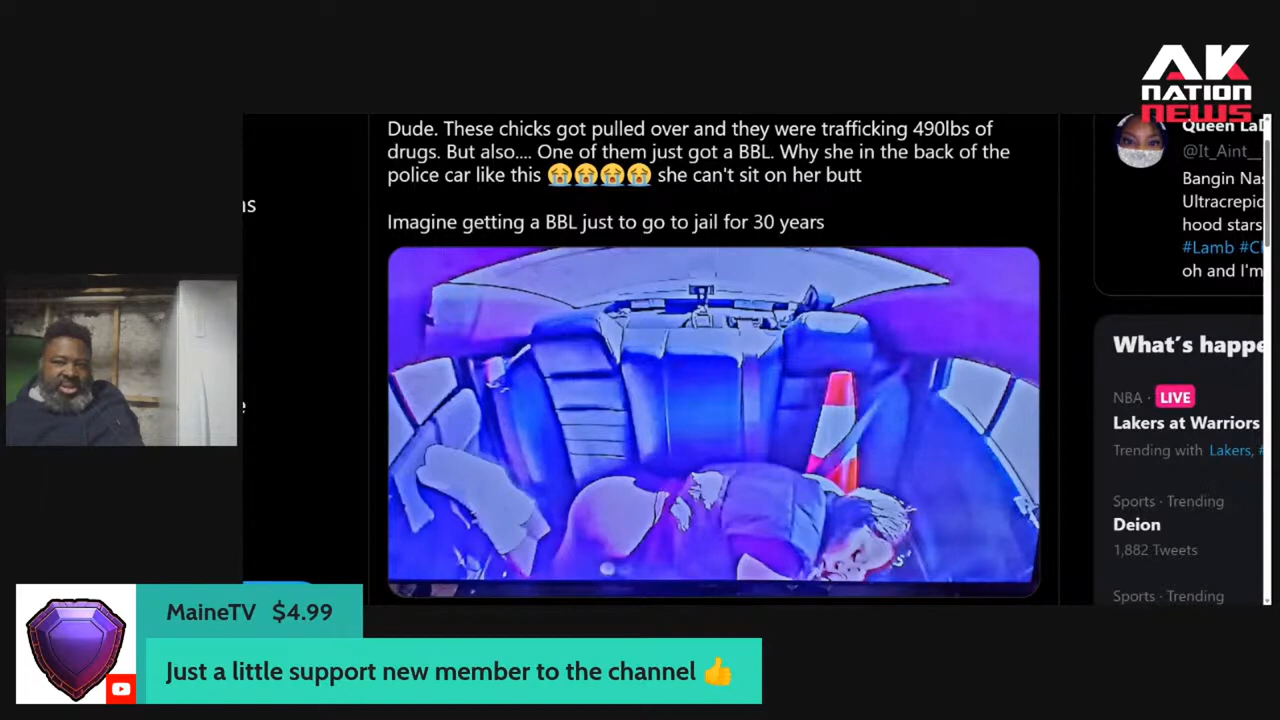 AK
NATION
NEWS
Dude. These chicks got pulled over and they were trafficking 490lbs of
drugs. But also.... One of them just got a BBL. Why she in the back of the
police car like this 😭😭😭😭 she can't sit on her butt
Imagine getting a BBL just to go to jail for 30 years
Queen LaD
@It_Aint_
Bangin Nas
Ultracrepid
hood stars
#Lamb #Cl
oh and I'm
What's happe
NBA · LIVE
Lakers at Warriors
Trending with Lakers, #
Sports · Trending
Deion
1,882 Tweets
Sports · Trending
MaineTV $4.99
Just a little support new member to the channel 👍